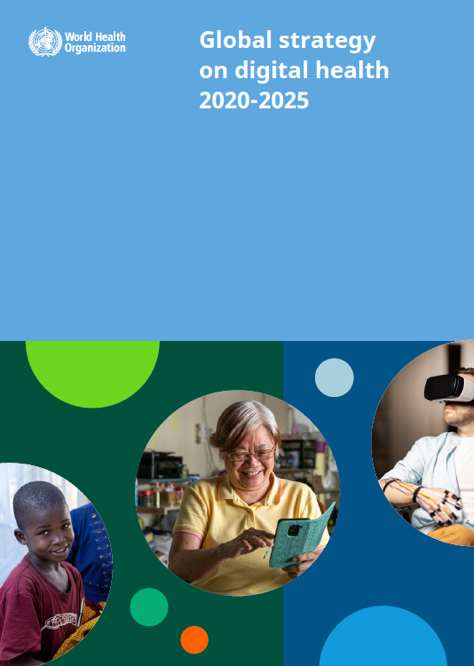 World Health
Organization
Global strategy
on digital health
2020-2025